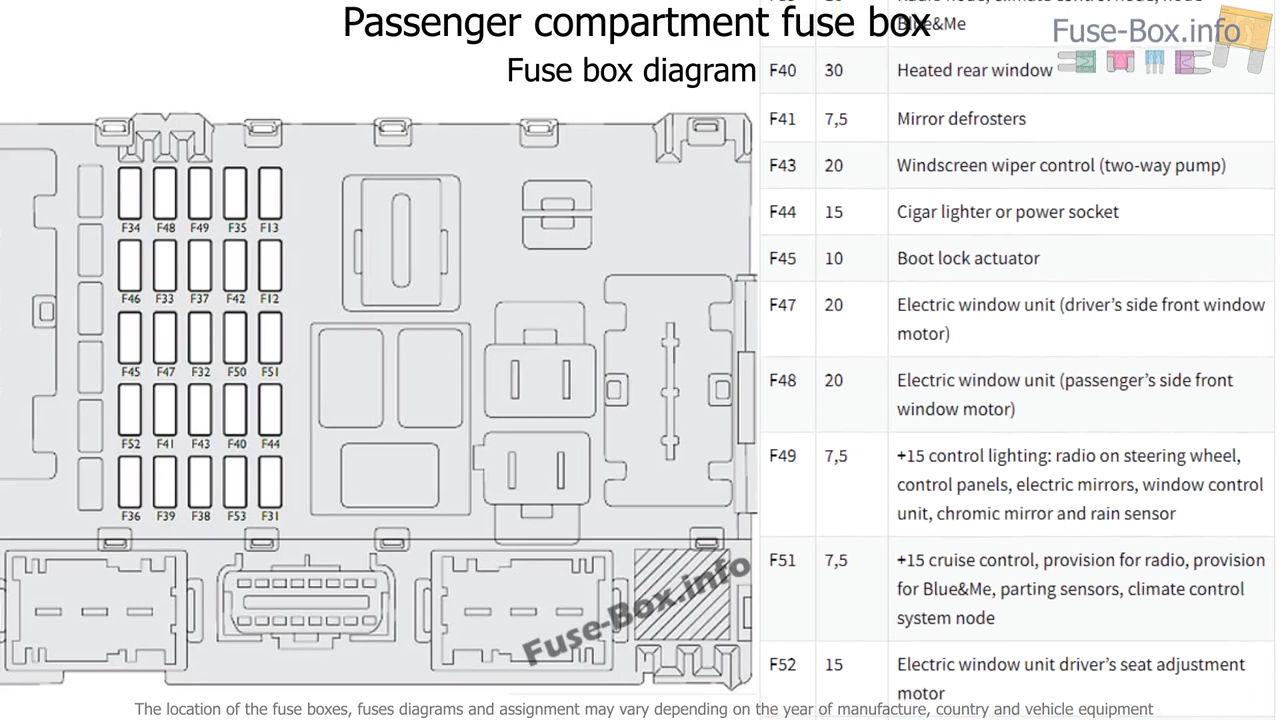 Passenger compartment fuse box
Fuse box diagram
Fuse-Box.info
Blue&Me
F40 30 Heated rear window
F41 7,5 Mirror defrosters
F43 20 Windscreen wiper control (two-way pump)
F44 15 Cigar lighter or power socket
F45 10 Boot lock actuator
F47 20 Electric window unit (driver’s side front window
motor)
F48 20 Electric window unit (passenger’s side front
window motor)
F49 7,5 +15 control lighting: radio on steering wheel,
control panels, electric mirrors, window control
unit, chromic mirror and rain sensor
F51 7,5 +15 cruise control, provision for radio, provision
for Blue&Me, parting sensors, climate control
system node
F52 15 Electric window unit driver’s seat adjustment
motor
F34 F48 F49 F35 F13
F46 F33 F37 F42 F12
F45 F47 F32 F50 F51
F52 F41 F43 F40 F44
F36 F39 F38 F53 F31
Fuse-Box.info
The location of the fuse boxes, fuses diagrams and assignment may vary depending on the year of manufacture, country and vehicle equipment